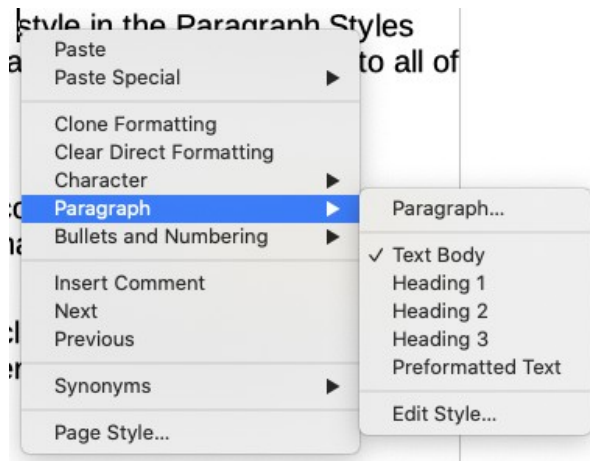 style in the Paragraph Styles
to all of
Paste
Paste Special
Clone Formatting
Clear Direct Formatting
Character
Paragraph
Bullets and Numbering
Insert Comment
Next
Previous
Synonyms
Page Style...
Paragraph...
✓ Text Body
Heading 1
Heading 2
Heading 3
Preformatted Text
Edit Style...